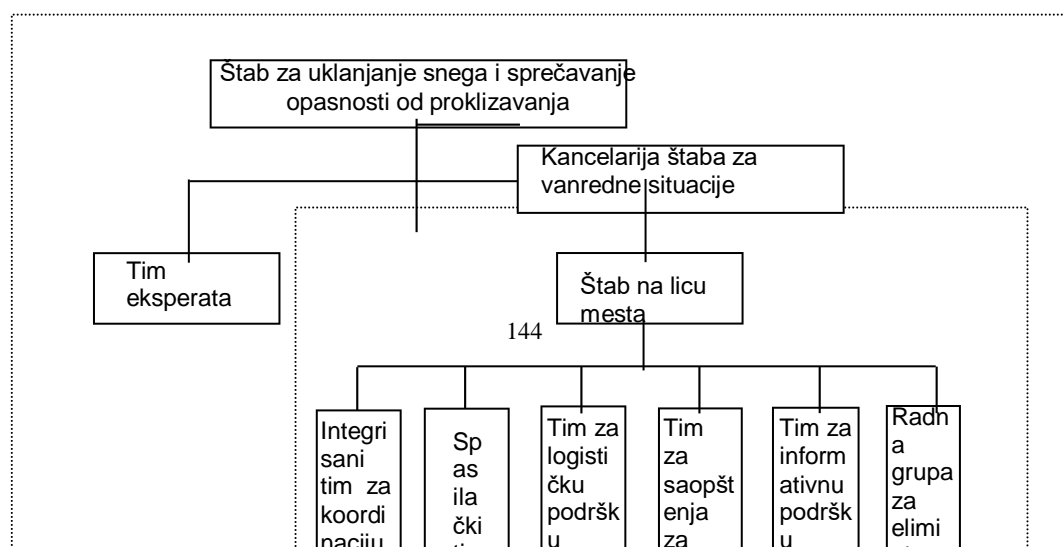 Štab za uklanjanje snega i sprečavanje
opasnosti od proklizavanja
Kancelarija štaba za
vanredne situacije
Tim
eksperata
Štab na licu
mesta
144
Integri
sani
tim za
koordi
naciju
Sp
as
ila
čki
Tim za
logisti
čku
podršk
u
Tim
za
saopšt
enja
za
Tim za
inform
ativnu
podršk
u
Radn
a
grupa
za
elimi